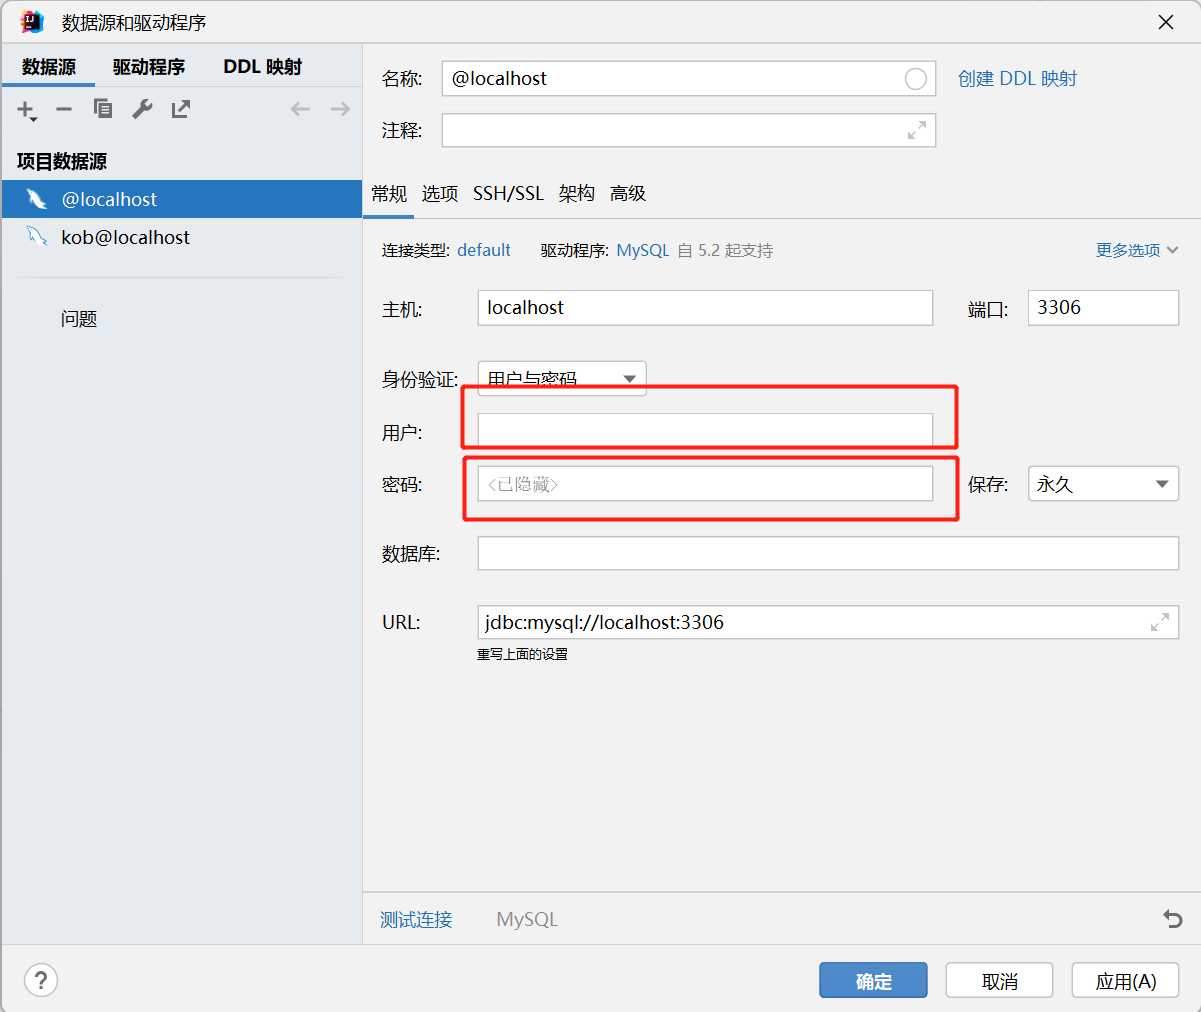 数据源和驱动程序
数据源 驱动程序 DDL 映射
名称: @localhost 创建 DDL 映射
注释:
项目数据源
@localhost
kob@localhost
问题
常规 选项 SSH/SSL 架构 高级
连接类型: default 驱动程序: MySQL 自 5.2 起支持 更多选项
主机: localhost 端口: 3306
身份验证: 用户与密码
用户:
密码: <已隐藏> 保存: 永久
数据库:
URL: jdbc:mysql://localhost:3306
重写上面的设置
测试连接 MySQL
? 确定 取消 应用(A)